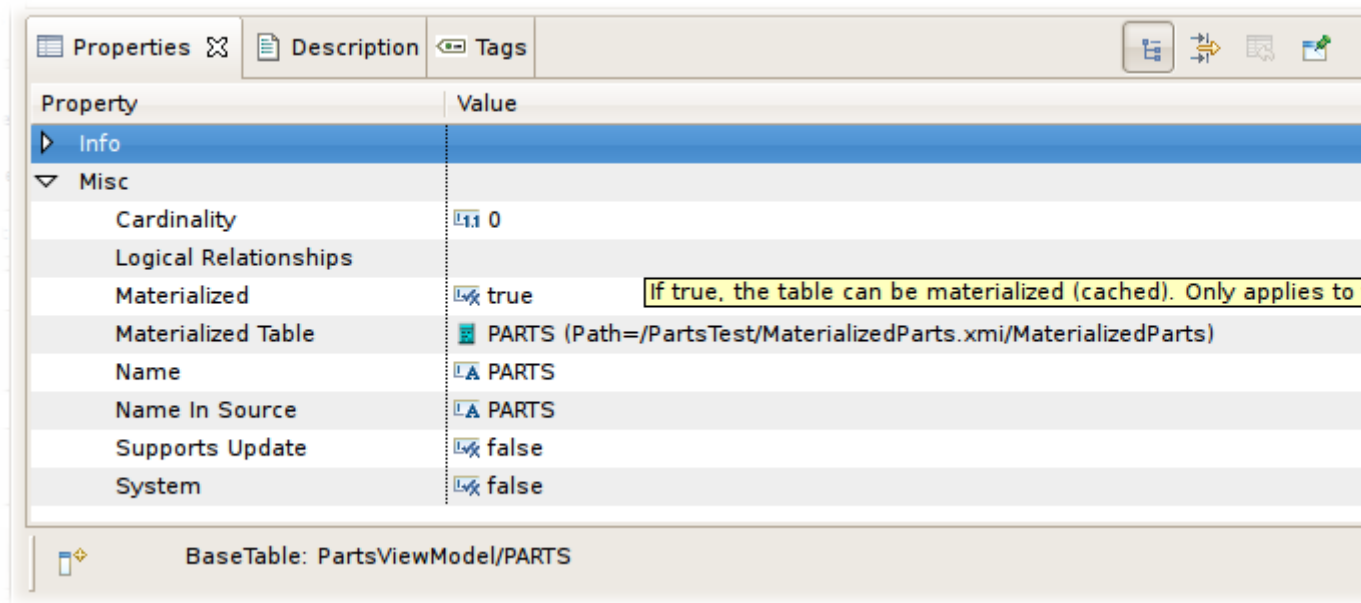 Properties Description Tags
Property Value
Info
Misc
Cardinality 0
Logical Relationships
Materialized true If true, the table can be materialized (cached). Only applies to
Materialized Table PARTS (Path=/PartsTest/MaterializedParts.xmi/MaterializedParts)
Name PARTS
Name In Source PARTS
Supports Update false
System false
BaseTable: PartsViewModel/PARTS